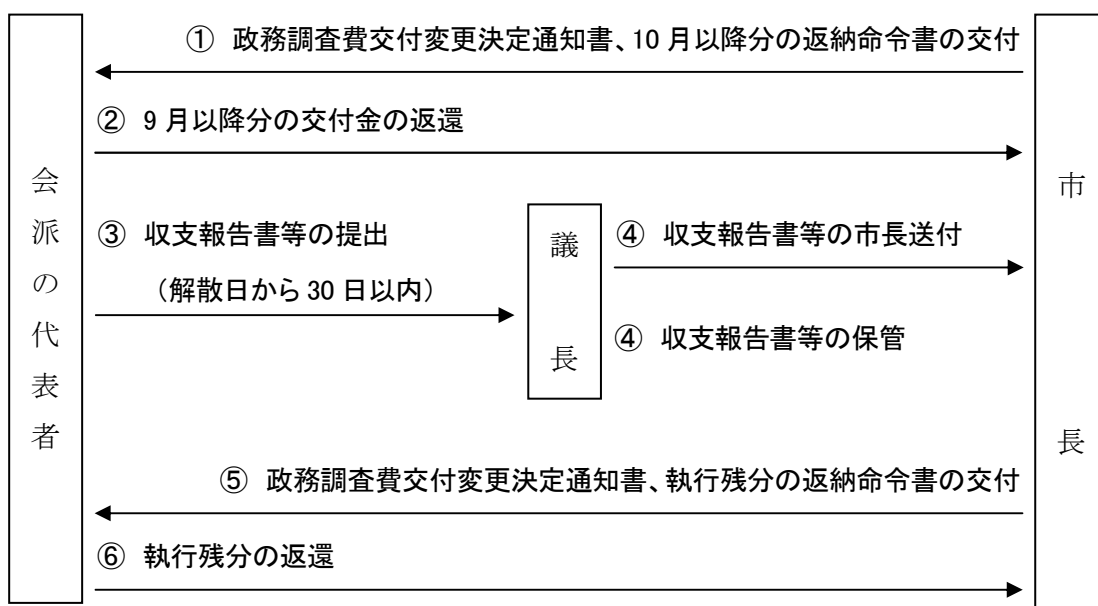 ① 政務調査費交付変更決定通知書、10月以降分の返納命令書の交付
② 9月以降分の交付金の返還
会派の代表者
市長
③ 収支報告書等の提出
(解散日から30日以内)
議長
④ 収支報告書等の市長送付
④ 収支報告書等の保管
⑤ 政務調査費交付変更決定通知書、執行残分の返納命令書の交付
⑥ 執行残分の返還